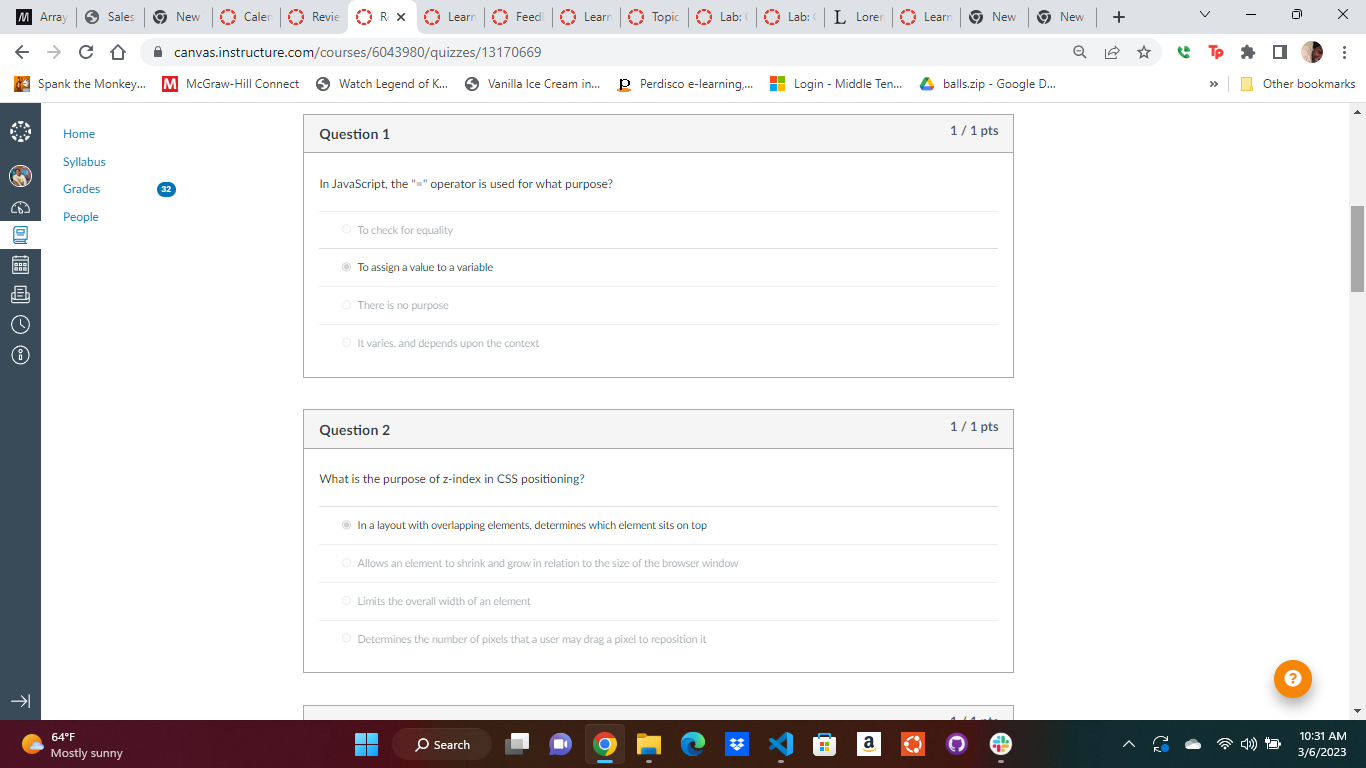 Array
Sales
New
Calen
Revie
R
Learn
Feed
Learn
Topic
Lab:
Lab:
Lorer
Learn
New
New
canvas.instructure.com/courses/6043980/quizzes/13170669
Spank the Monkey...
McGraw-Hill Connect
Watch Legend of K...
Vanilla Ice Cream in...
Perdisco e-learning,...
Login - Middle Ten...
balls.zip - Google D...
»
Other bookmarks
Home
Syllabus
Grades 32
People
Question 1 1 / 1 pts
In JavaScript, the "=" operator is used for what purpose?
To check for equality
To assign a value to a variable
There is no purpose
It varies, and depends upon the context
Question 2 1 / 1 pts
What is the purpose of z-index in CSS positioning?
In a layout with overlapping elements, determines which element sits on top
Allows an element to shrink and grow in relation to the size of the browser window
Limits the overall width of an element
Determines the number of pixels that a user may drag a pixel to reposition it
64°F
Mostly sunny
Search
10:31 AM
3/6/2023